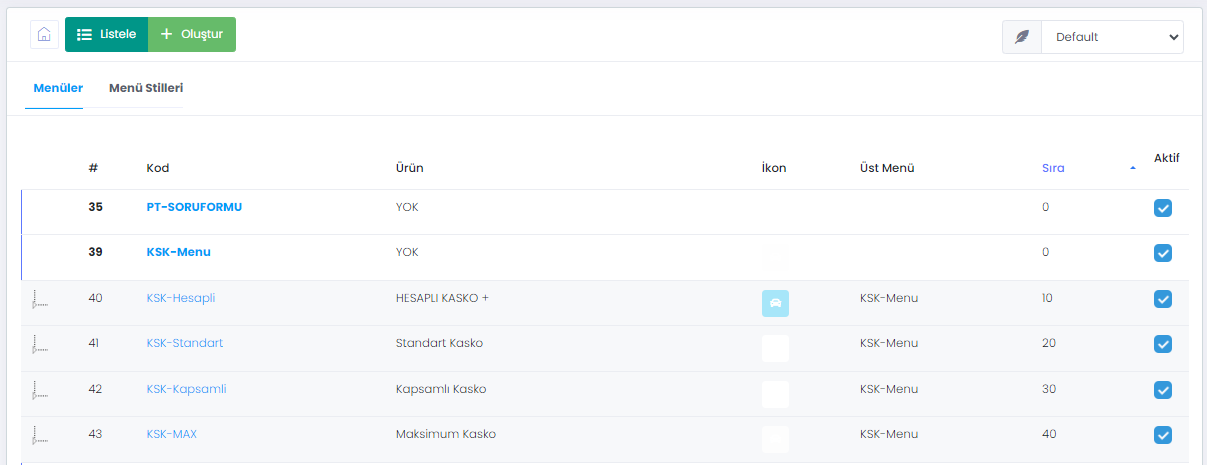 Listele
Oluştur
Default
Menüler
Menü Stilleri
# Kod Ürün İkon Üst Menü Sıra Aktif
35 PT-SORUFORMU YOK 0
39 KSK-Menu YOK 0
40 KSK-Hesapli HESAPLI KASKO + KSK-Menu 10
41 KSK-Standart Standart Kasko KSK-Menu 20
42 KSK-Kapsamli Kapsamlı Kasko KSK-Menu 30
43 KSK-MAX Maksimum Kasko KSK-Menu 40